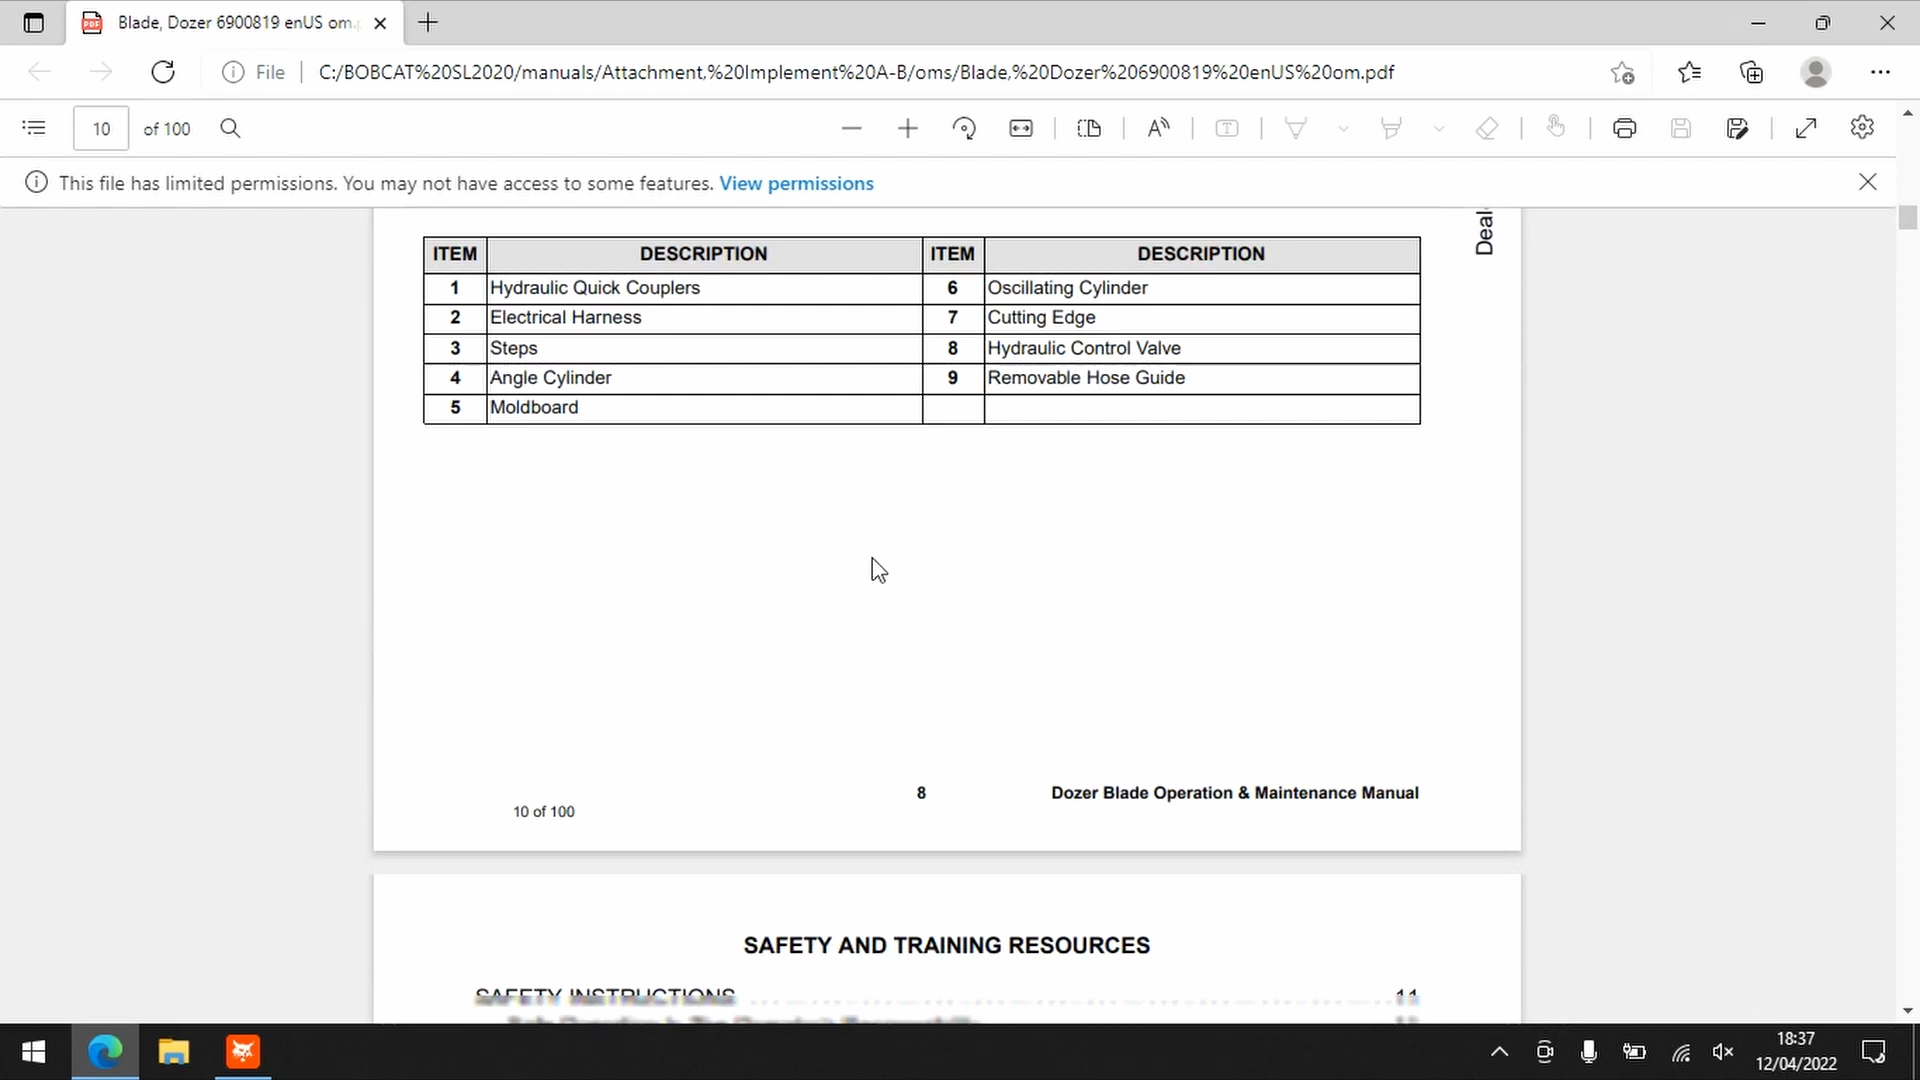 Blade, Dozer 6900819 enUS om.p
File
C:/BOBCAT%20SL2020/manuals/Attachment,%20Implement%20A-B/oms/Blade,%20Dozer%206900819%20enUS%20om.pdf
10 of 100
This file has limited permissions. You may not have access to some features. View permissions
Deal
ITEM DESCRIPTION ITEM DESCRIPTION
1 Hydraulic Quick Couplers 6 Oscillating Cylinder
2 Electrical Harness 7 Cutting Edge
3 Steps 8 Hydraulic Control Valve
4 Angle Cylinder 9 Removable Hose Guide
5 Moldboard
8 Dozer Blade Operation & Maintenance Manual
10 of 100
SAFETY AND TRAINING RESOURCES
SAFETY INSTRUCTIONS 11
18:37
12/04/2022